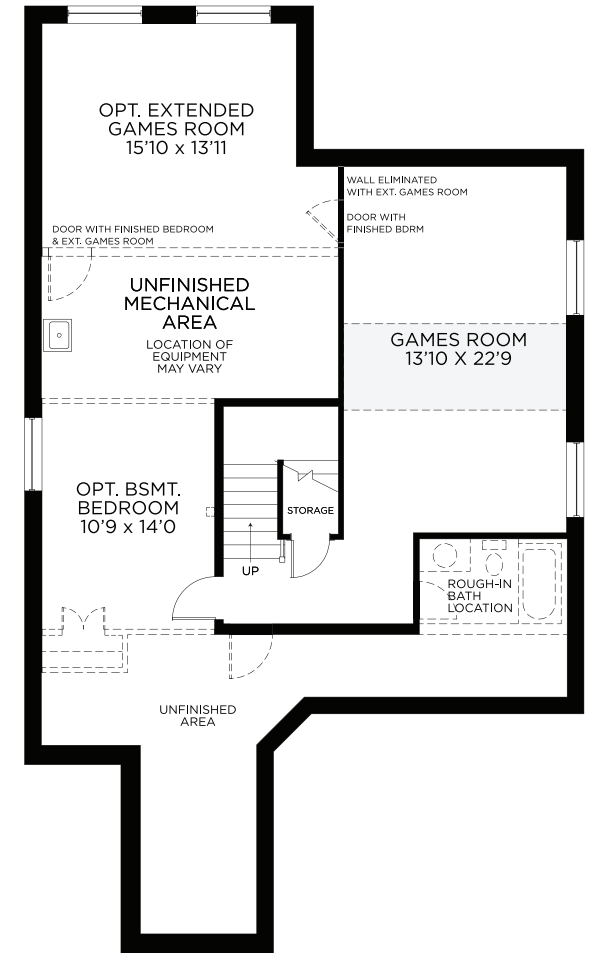 OPT. EXTENDED
GAMES ROOM
15'10 x 13'11
WALL ELIMINATED
WITH EXT. GAMES ROOM
DOOR WITH
FINISHED BDRM
DOOR WITH FINISHED BEDROOM
& EXT. GAMES ROOM
UNFINISHED
MECHANICAL
AREA
LOCATION OF
EQUIPMENT
MAY VARY
GAMES ROOM
13'10 X 22'9
OPT. BSMT.
BEDROOM
10'9 x 14'0
STORAGE
UP
ROUGH-IN
BATH
LOCATION
UNFINISHED
AREA